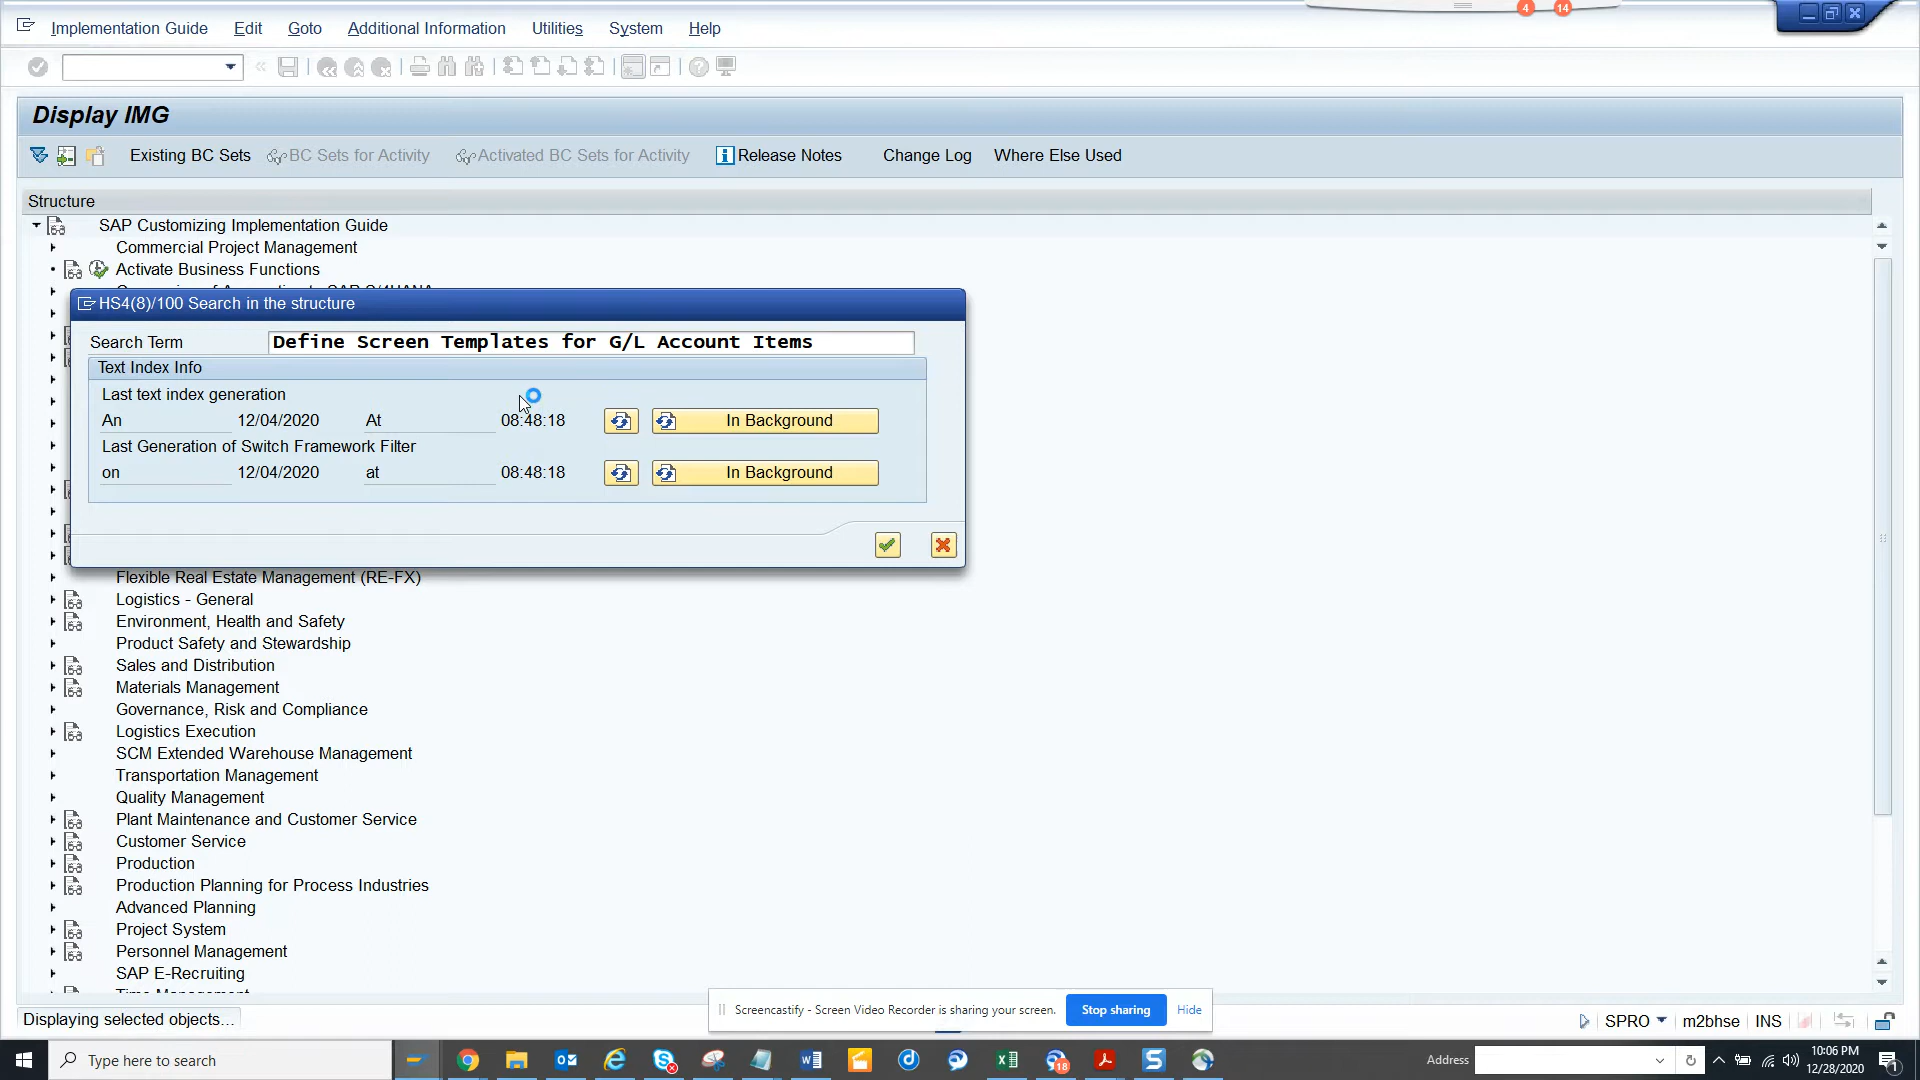 4 14
Implementation Guide Edit Goto Additional Information Utilities System Help
Display IMG
Existing BC Sets BC Sets for Activity Activated BC Sets for Activity Release Notes Change Log Where Else Used
Structure
SAP Customizing Implementation Guide
Commercial Project Management
Activate Business Functions
HS4(8)/100 Search in the structure
Search Term Define Screen Templates for G/L Account Items
Text Index Info
Last text index generation
An 12/04/2020 At 08:48:18 In Background
Last Generation of Switch Framework Filter
on 12/04/2020 at 08:48:18 In Background
Flexible Real Estate Management (RE-FX)
Logistics - General
Environment, Health and Safety
Product Safety and Stewardship
Sales and Distribution
Materials Management
Governance, Risk and Compliance
Logistics Execution
SCM Extended Warehouse Management
Transportation Management
Quality Management
Plant Maintenance and Customer Service
Customer Service
Production
Production Planning for Process Industries
Advanced Planning
Project System
Personnel Management
SAP E-Recruiting
Time Management
Screencastify - Screen Video Recorder is sharing your screen. Stop sharing Hide
Displaying selected objects... SPRO m2bhse INS
Type here to search 18 Address 10:06 PM
12/28/2020 1